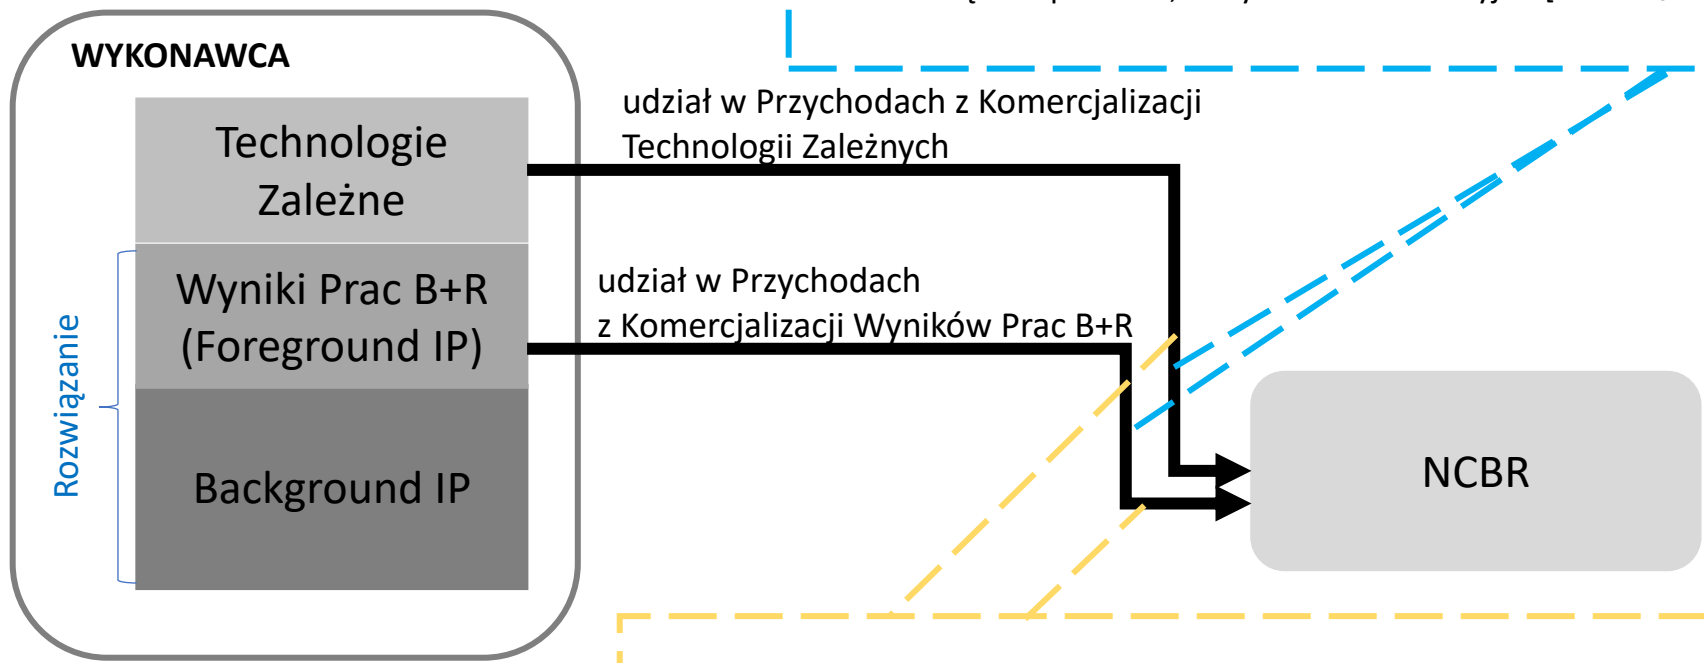 WYKONAWCA
udział w Przychodach z Komercjalizacji
Technologii Zależnych
Technologie
Zależne
Wyniki Prac B+R
(Foreground IP)
udział w Przychodach
z Komercjalizacji Wyników Prac B+R
Rozwiązanie
Background IP
NCBR